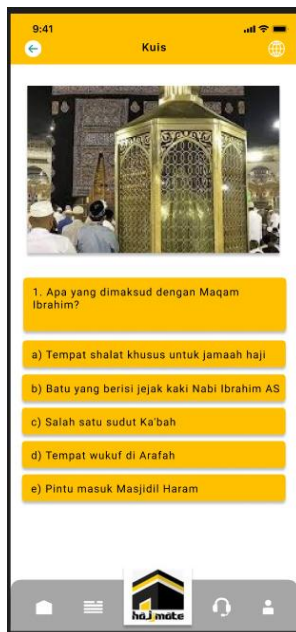 9:41
Kuis
1. Apa yang dimaksud dengan Maqam
Ibrahim?
a) Tempat shalat khusus untuk jamaah haji
b) Batu yang berisi jejak kaki Nabi Ibrahim AS
c) Salah satu sudut Ka'bah
d) Tempat wukuf di Arafah
e) Pintu masuk Masjidil Haram
hajmate